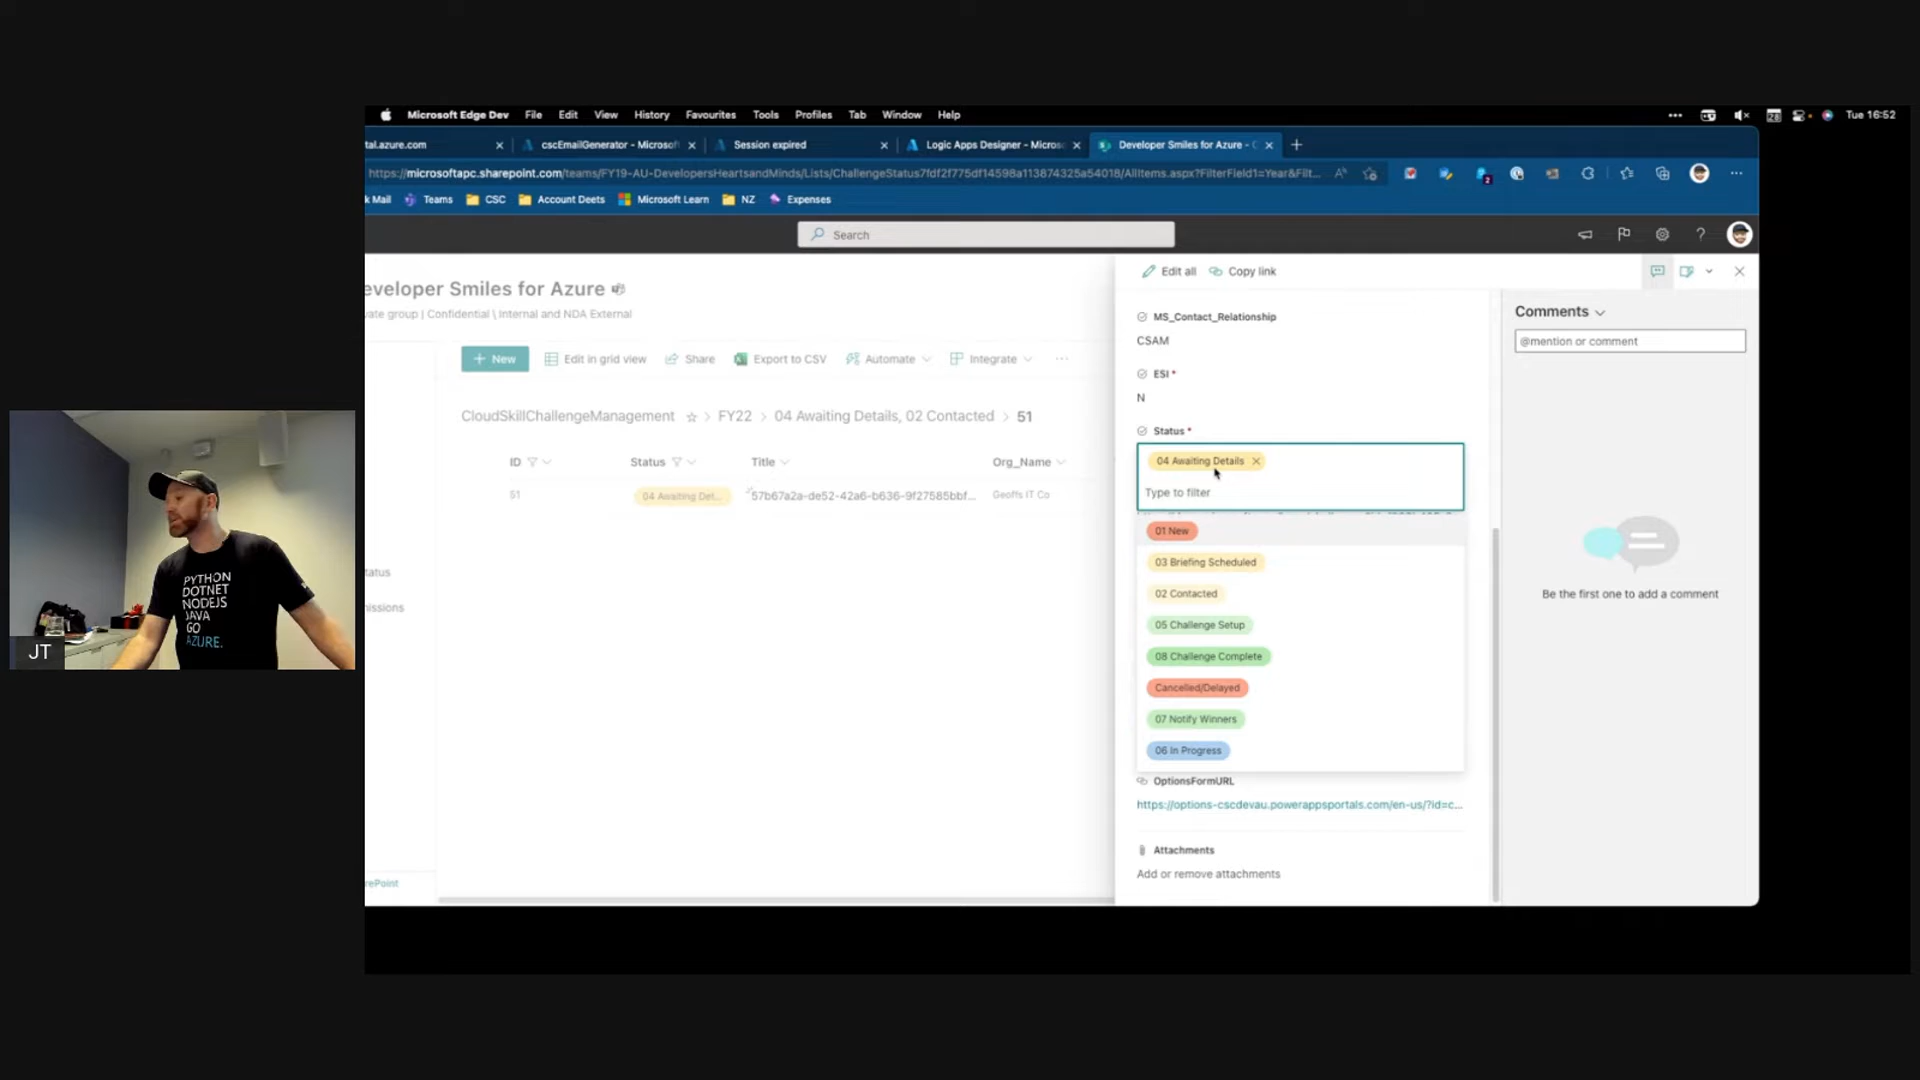 Microsoft Edge Dev File Edit View History Favourites Tools Profiles Tab Window Help
28
Tue 16:52
tal.azure.com
cscEmailGenerator - Microsoft
Session expired
Logic Apps Designer - Micros
Developer Smiles for Azure - C
https://microsoftapc.sharepoint.com/teams/FY19-AU-DevelopersHeartsandMinds/Lists/ChallengeStatus7fdf2f775df14598a113874325a54018/AllItems.aspx?FilterField1=Year&Filt...
2
k Mail Teams CSC Account Deets Microsoft Learn NZ Expenses
Search
?
eveloper Smiles for Azure
vate group | Confidential \ Internal and NDA External
+ New Edit in grid view Share Export to CSV Automate Integrate ...
CloudSkillChallengeManagement > FY22 > 04 Awaiting Details, 02 Contacted > 51
ID Status Title Org_Name
51 04 Awaiting Det... 57b67a2a-de52-42a6-b636-9f27585bbf... Geoffs IT Co
tatus
issions
rePoint
Edit all Copy link
MS_Contact_Relationship
CSAM
ESI *
N
Status *
04 Awaiting Details
Type to filter
01 New
03 Briefing Scheduled
02 Contacted
05 Challenge Setup
08 Challenge Complete
Cancelled/Delayed
07 Notify Winners
06 In Progress
OptionsFormURL
https://options-cscdevau.powerappsportals.com/en-us/?id=c...
Attachments
Add or remove attachments
Comments
@mention or comment
Be the first one to add a comment
PYTHON
DOTNET
NODEJS
JAVA
GO
AZURE.
JT